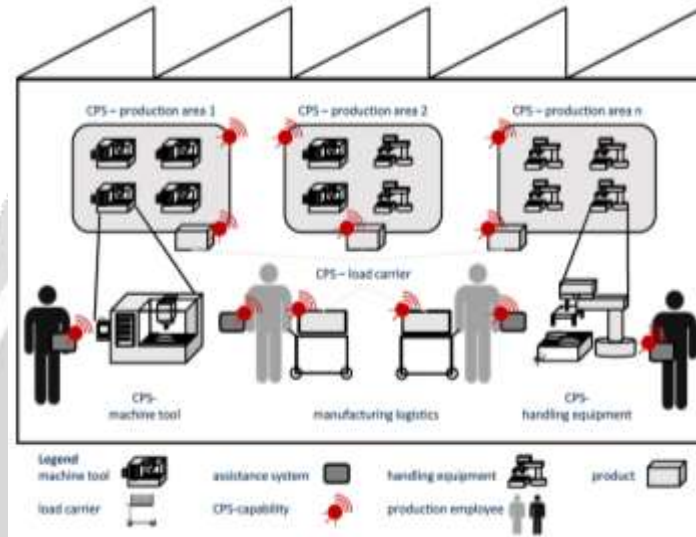 CPS – production area 1
CPS – production area 2
CPS – production area n
CPS – load carrier
CPS-
machine tool
manufacturing logistics
CPS-
handling equipment
Legend
machine tool
assistance system
handling equipment
product
load carrier
CPS-capability
production employee